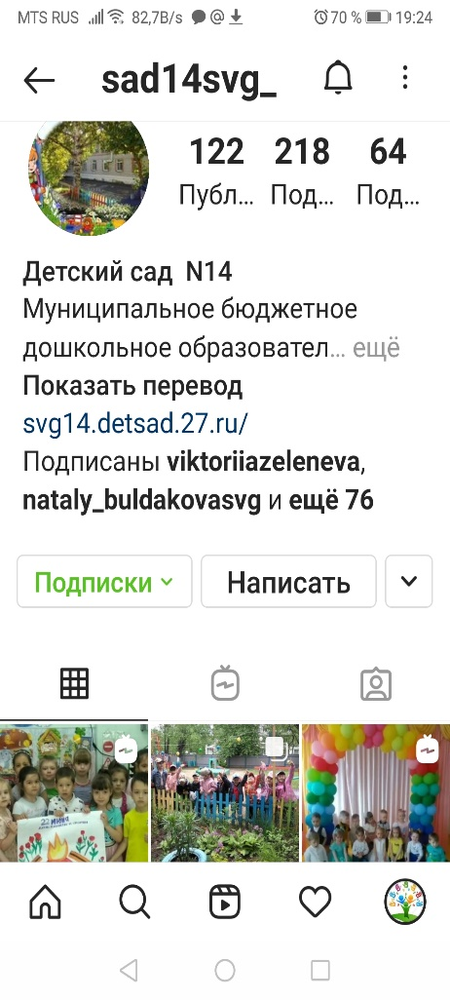 MTS RUS 82,7B/s @ 70 % 19:24
sad14svg_
122 218 64
Публ... Под... Под...
Детский сад N14
Муниципальное бюджетное
дошкольное образовател... ещё
Показать перевод
svg14.detsad.27.ru/
Подписаны viktoriiazeleneva,
nataly_buldakovasvg и ещё 76
Подписки Написать
22 ИЮНЯ